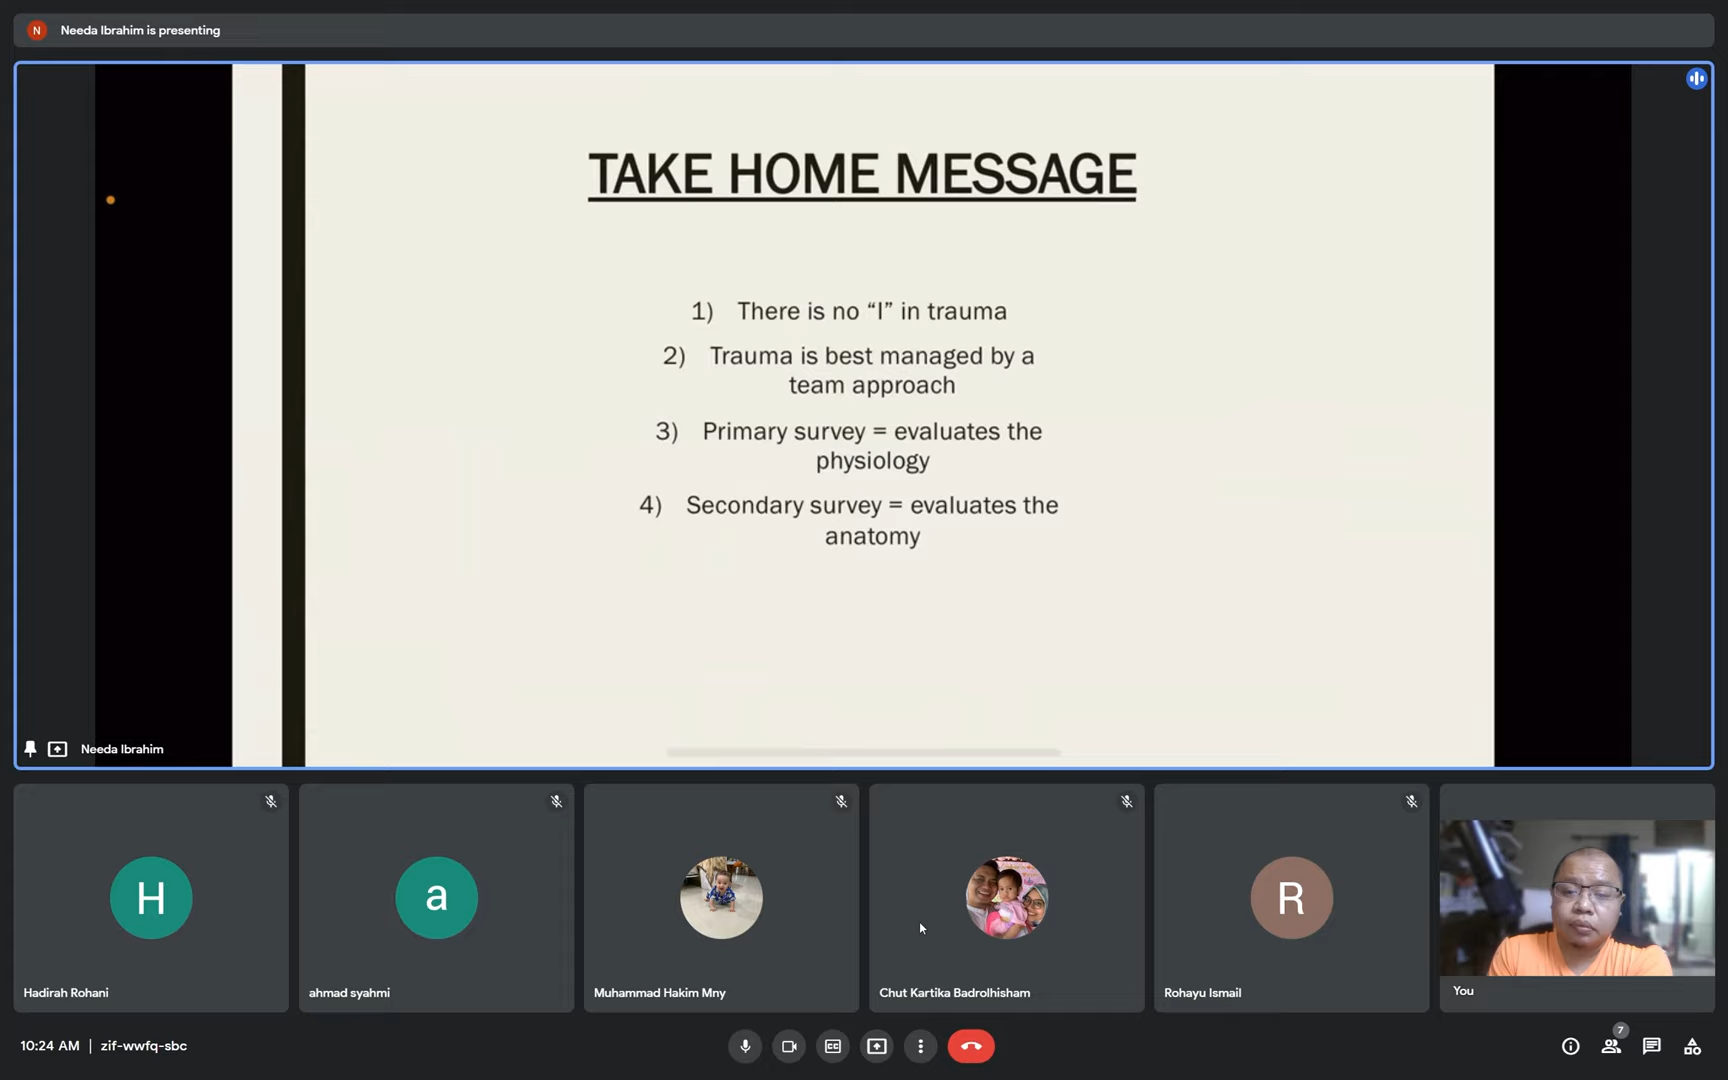 N Needa Ibrahim is presenting
TAKE HOME MESSAGE
1) There is no “I” in trauma
2) Trauma is best managed by a
team approach
3) Primary survey = evaluates the
physiology
4) Secondary survey = evaluates the
anatomy
Needa Ibrahim
H
a
R
Hadirah Rohani
ahmad syahmi
Muhammad Hakim Mny
Chut Kartika Badrolhisham
Rohayu Ismail
You
10:24 AM | zif-wwfq-sbc
CC
7